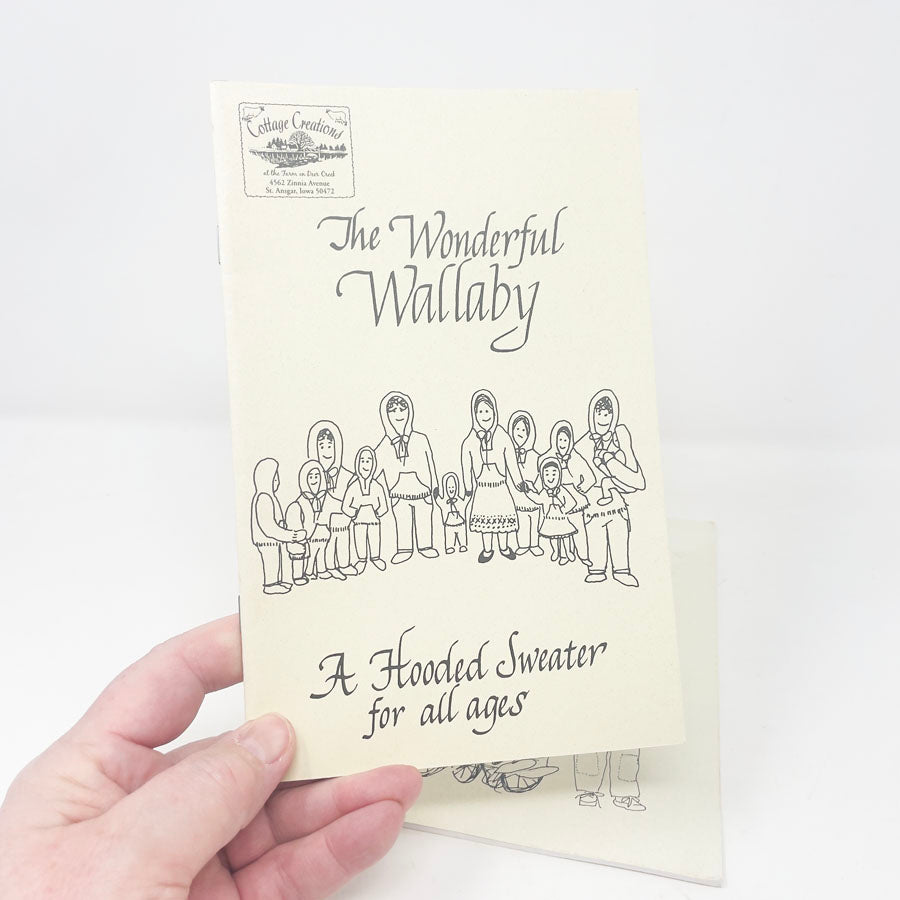 Cottage Creations
at the Farm on Deer Creek
4562 Zinnia Avenue
St. Ansgar, Iowa 50472
The Wonderful
Wallaby
A Hooded Sweater
for all ages